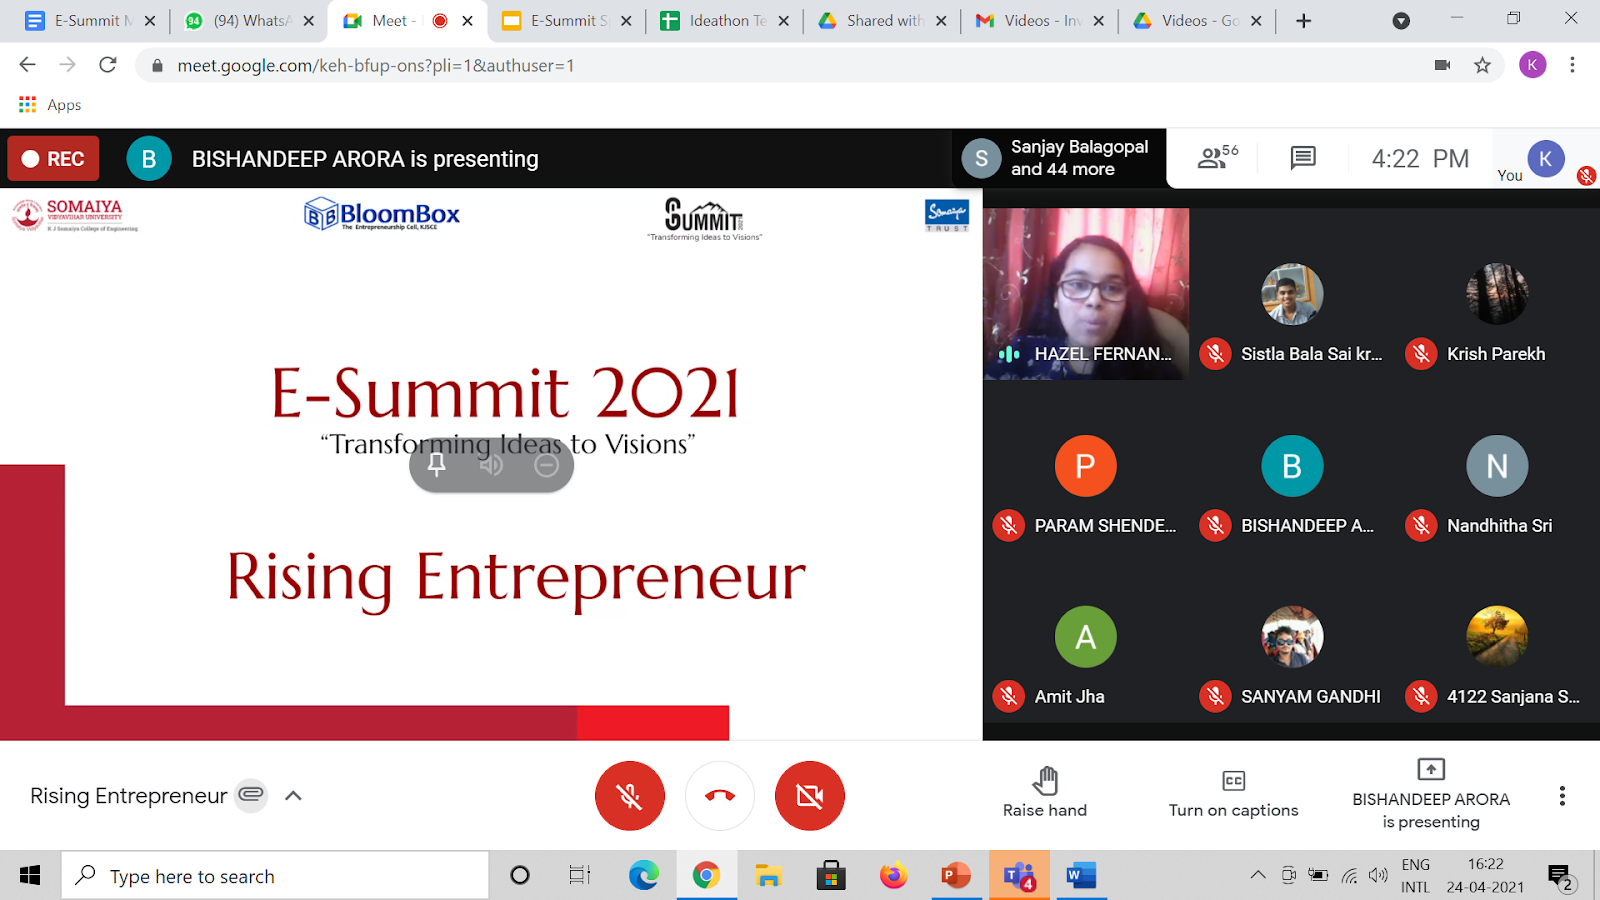 E-Summit M
(94) WhatsA
Meet -
E-Summit S
Ideathon Te
Shared with
Videos - Inv
Videos - Go
meet.google.com/keh-bfup-ons?pli=1&authuser=1
K
Apps
REC
B
BISHANDEEP ARORA is presenting
S
Sanjay Balagopal
and 44 more
56
4:22 PM
You
K
SOMAIYA
VIDYAVIHAR UNIVERSITY
K J Somaiya College of Engineering
BloomBox
The Entrepreneurship Cell, KJSCE
SUMMIT
"Transforming Ideas to Visions"
Somaiya
TRUST
E-Summit 2021
“Transforming Ideas to Visions”
Rising Entrepreneur
HAZEL FERNAN...
Sistla Bala Sai kr...
Krish Parekh
P
PARAM SHENDE...
B
BISHANDEEP A...
N
Nandhitha Sri
A
Amit Jha
SANYAM GANDHI
4122 Sanjana S...
Rising Entrepreneur
Raise hand
Turn on captions
BISHANDEEP ARORA
is presenting
Type here to search
4
ENG
INTL
16:22
24-04-2021
2